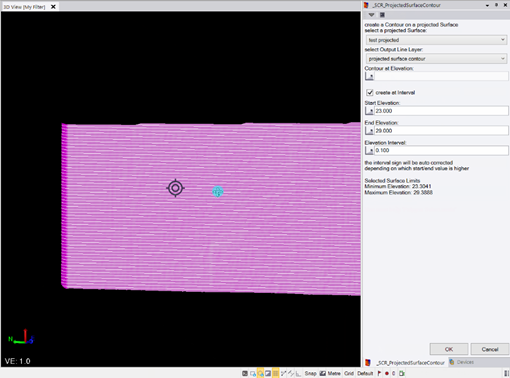 3D View (My Filter)
_SCR_ProjectedSurfaceContour
create a Contour on a projected Surface
select a projected Surface:
test projected
select Output Line Layer:
projected surface contour
Contour at Elevation:
create at Interval
Start Elevation:
23.000
End Elevation:
29.000
Elevation Interval:
0.100
the interval sign will be auto corrected
depending on which start/end value is higher
Selected Surface Limits
Minimum Elevation: 23.3041
Maximum Elevation: 29.3888
N
VE: 1.0
OK
Cancel
_SCR_ProjectedSurfaceContour
Devices
Snap
Metre
Grid
Default